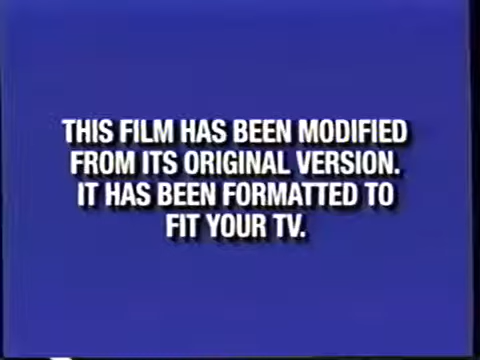 THIS FILM HAS BEEN MODIFIED
FROM ITS ORIGINAL VERSION.
IT HAS BEEN FORMATTED TO
FIT YOUR TV.